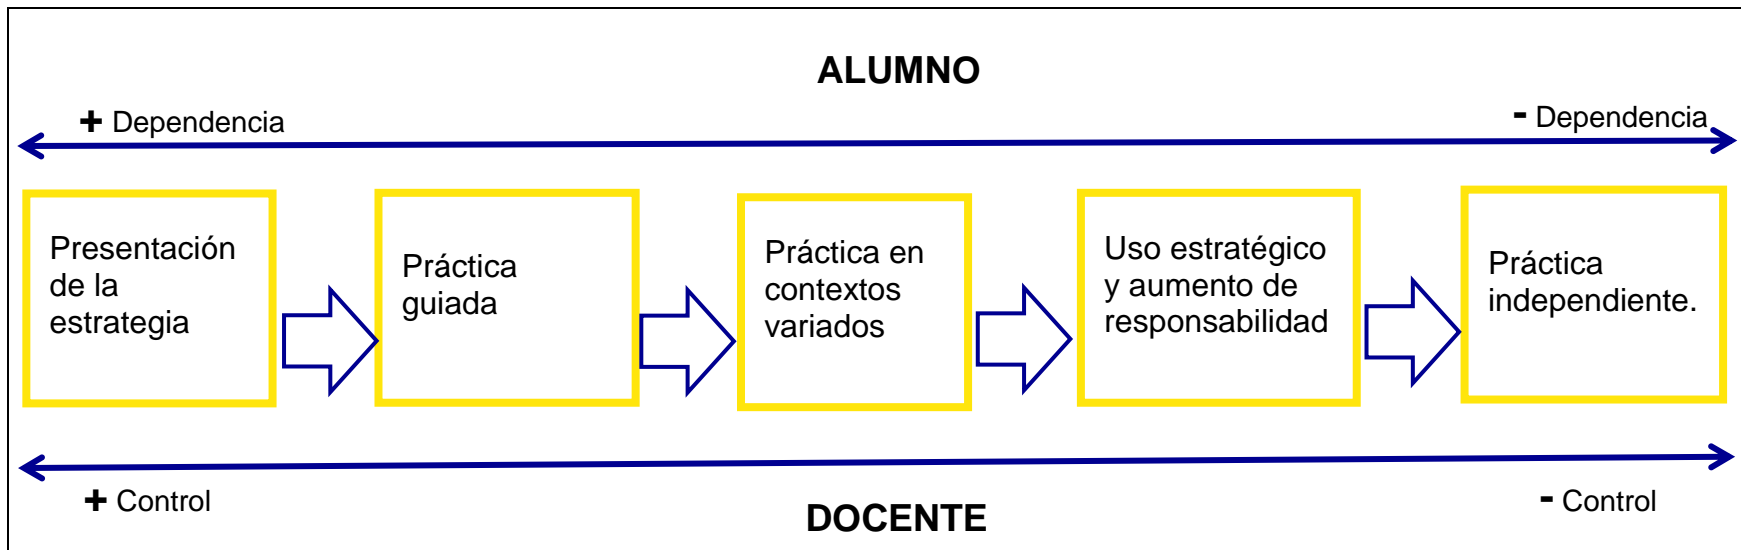 ALUMNO
+ Dependencia
- Dependencia
Presentación
de la
estrategia
Práctica
guiada
Práctica en
contextos
variados
Uso estratégico
y aumento de
responsabilidad
Práctica
independiente.
+ Control
- Control
DOCENTE